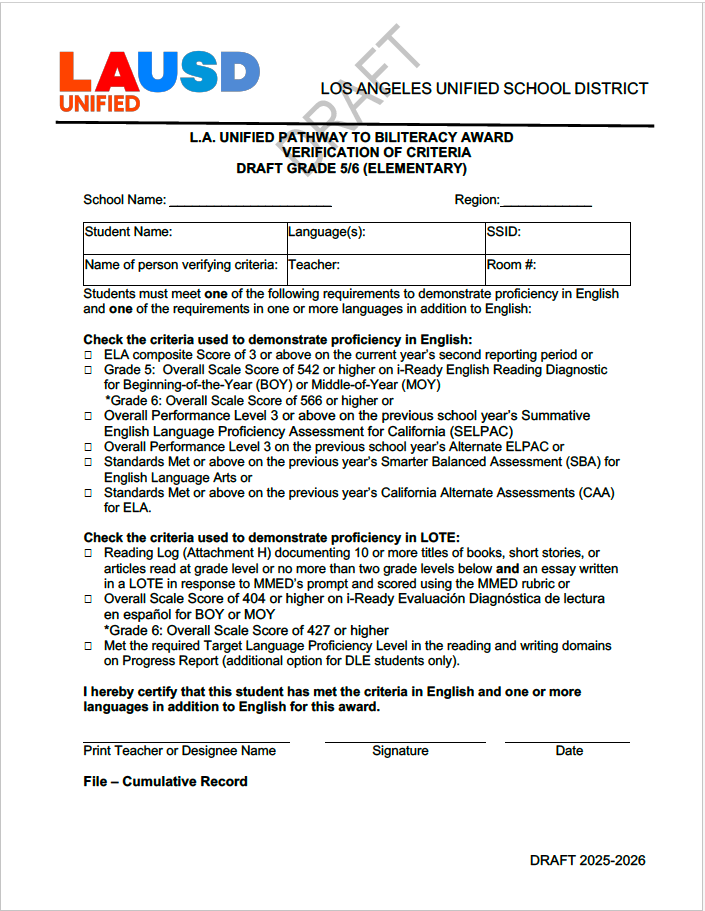 LAUSD
UNIFIED
DRAFT
LOS ANGELES UNIFIED SCHOOL DISTRICT
L.A. UNIFIED PATHWAY TO BILITERACY AWARD
VERIFICATION OF CRITERIA
DRAFT GRADE 5/6 (ELEMENTARY)
School Name: ______________________ Region:____________
Student Name: Language(s): SSID:
Name of person verifying criteria: Teacher: Room #:
Students must meet one of the following requirements to demonstrate proficiency in English
and one of the requirements in one or more languages in addition to English:
Check the criteria used to demonstrate proficiency in English:
□ ELA composite Score of 3 or above on the current year's second reporting period or
□ Grade 5: Overall Scale Score of 542 or higher on i-Ready English Reading Diagnostic
for Beginning-of-the-Year (BOY) or Middle-of-Year (MOY)
*Grade 6: Overall Scale Score of 566 or higher or
□ Overall Performance Level 3 or above on the previous school year's Summative
English Language Proficiency Assessment for California (SELPAC)
□ Overall Performance Level 3 on the previous school year's Alternate ELPAC or
□ Standards Met or above on the previous year's Smarter Balanced Assessment (SBA) for
English Language Arts or
□ Standards Met or above on the previous year's California Alternate Assessments (CAA)
for ELA.
Check the criteria used to demonstrate proficiency in LOTE:
□ Reading Log (Attachment H) documenting 10 or more titles of books, short stories, or
articles read at grade level or no more than two grade levels below and an essay written
in a LOTE in response to MMED's prompt and scored using the MMED rubric or
□ Overall Scale Score of 404 or higher on i-Ready Evaluación Diagnóstica de lectura
en español for BOY or MOY
*Grade 6: Overall Scale Score of 427 or higher
□ Met the required Target Language Proficiency Level in the reading and writing domains
on Progress Report (additional option for DLE students only).
I hereby certify that this student has met the criteria in English and one or more
languages in addition to English for this award.
Print Teacher or Designee Name Signature Date
File – Cumulative Record
DRAFT 2025-2026